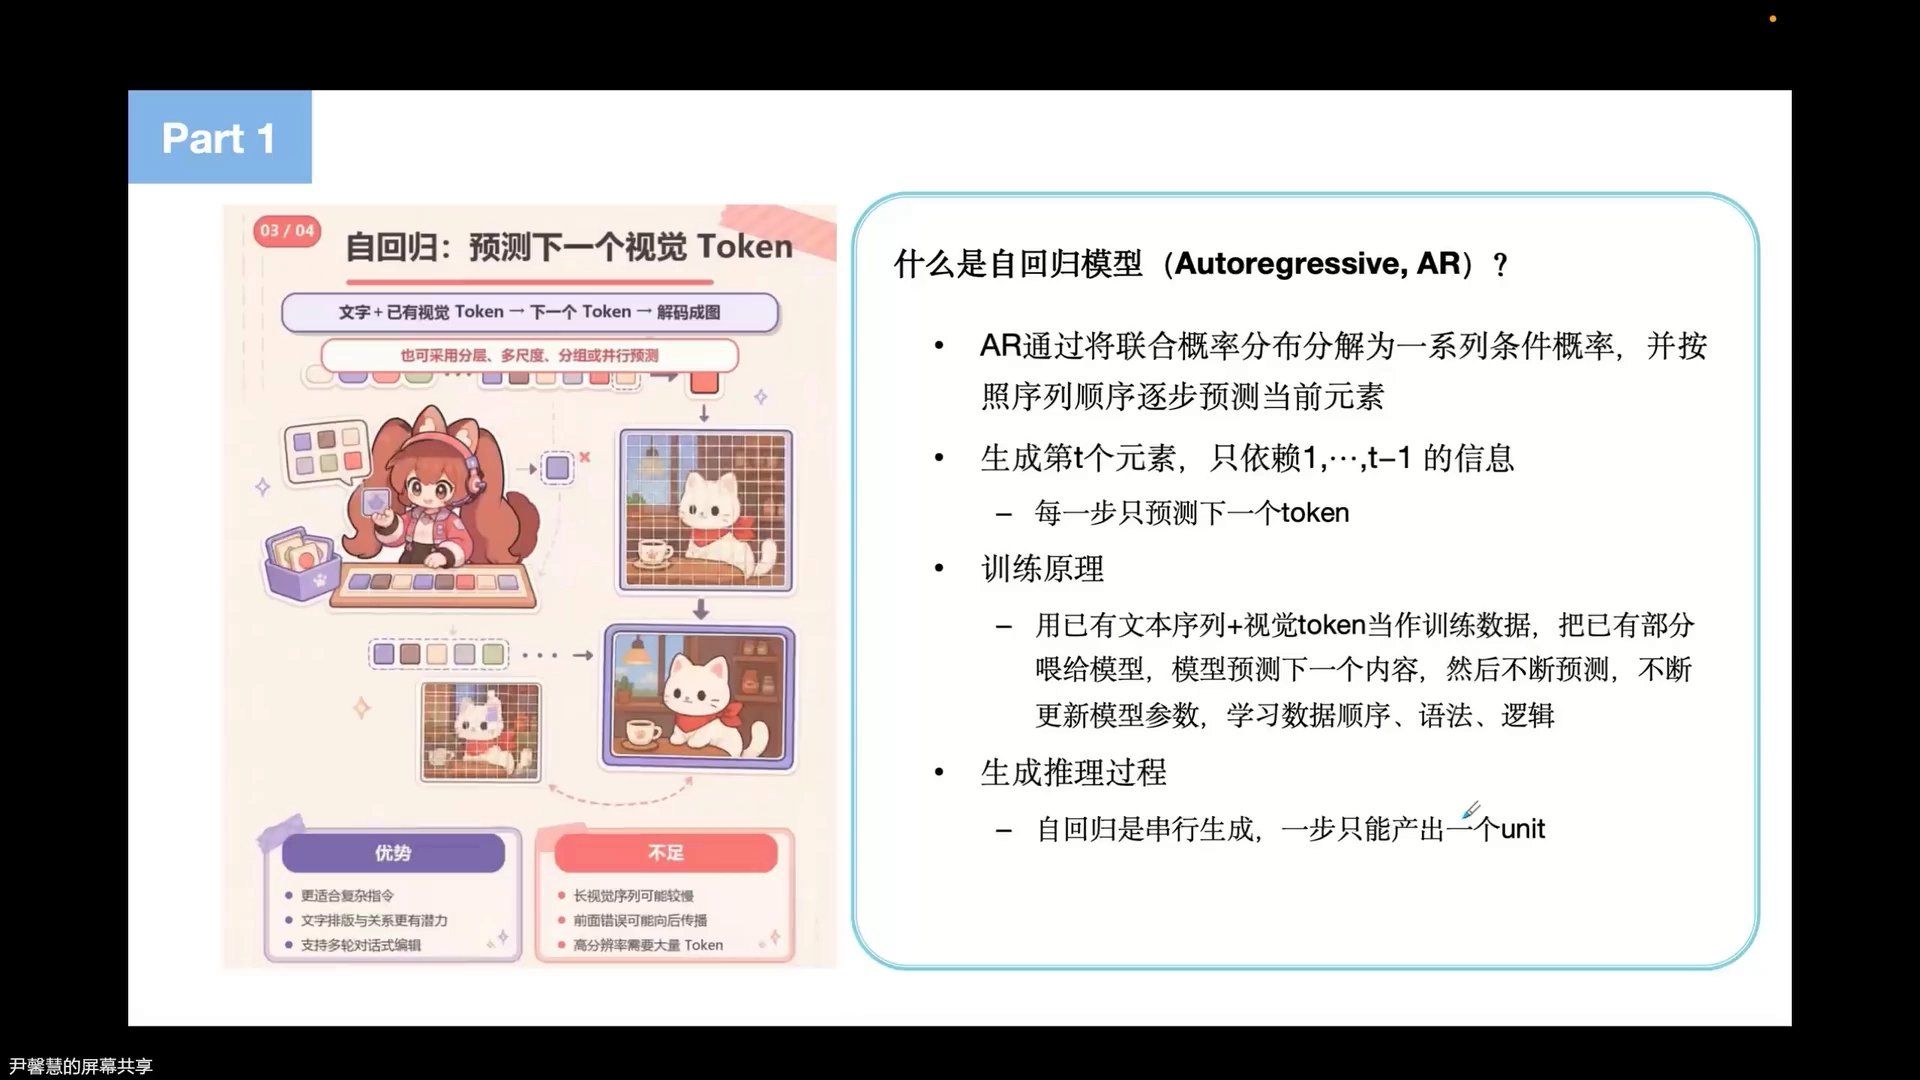 Part 1
03 / 04
自回归：预测下一个视觉 Token
文字 + 已有视觉 Token → 下一个 Token → 解码成图
也可采用分层、多尺度、分组或并行预测
优势
更适合复杂指令
文字排版与关系更有潜力
支持多轮对话式编辑
不足
长视觉序列可能较慢
前面错误可能向后传播
高分辨率需要大量 Token
什么是自回归模型（Autoregressive, AR）？
• AR通过将联合概率分布分解为一系列条件概率，并按
照序列顺序逐步预测当前元素
• 生成第t个元素，只依赖1,…,t−1 的信息
– 每一步只预测下一个token
• 训练原理
– 用已有文本序列+视觉token当作训练数据，把已有部分
喂给模型，模型预测下一个内容，然后不断预测，不断
更新模型参数，学习数据顺序、语法、逻辑
• 生成推理过程
– 自回归是串行生成，一步只能产出一个unit
尹馨慧的屏幕共享